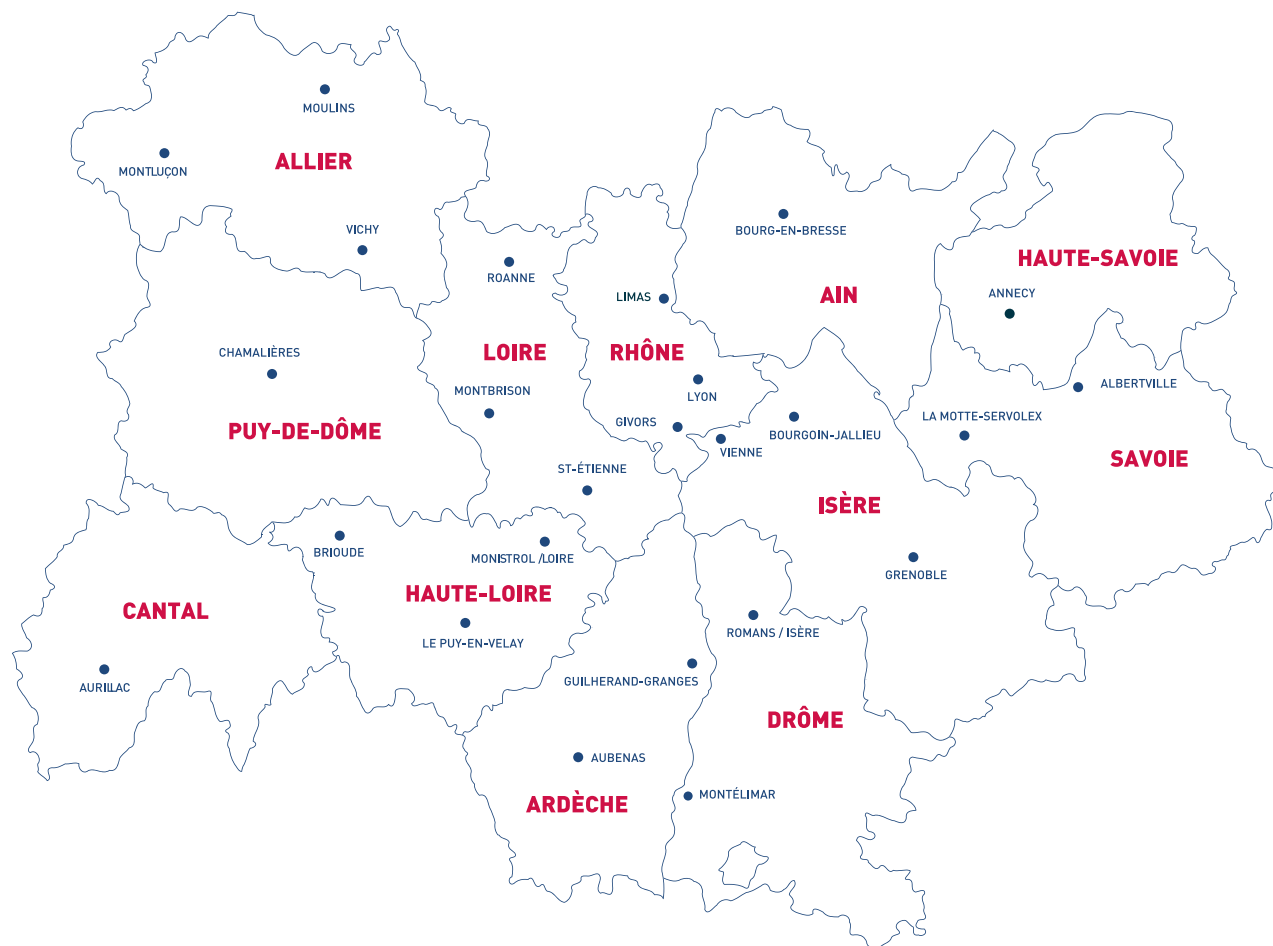 MOULINS
ALLIER
MONTLUÇON
VICHY
BOURG-EN-BRESSE
AIN
HAUTE-SAVOIE
ANNECY
ROANNE
LIMAS
LOIRE
RHÔNE
CHAMALIÈRES
PUY-DE-DÔME
MONTBRISON
LYON
GIVORS
VIENNE
BOURGOIN-JALLIEU
LA MOTTE-SERVOLEX
ALBERTVILLE
SAVOIE
ST-ÉTIENNE
ISÈRE
BRIOUDE
MONISTROL /LOIRE
GRENOBLE
HAUTE-LOIRE
CANTAL
LE PUY-EN-VELAY
ROMANS / ISÈRE
AURILLAC
GUILHERAND-GRANGES
DRÔME
AUBENAS
ARDÈCHE
MONTÉLIMAR